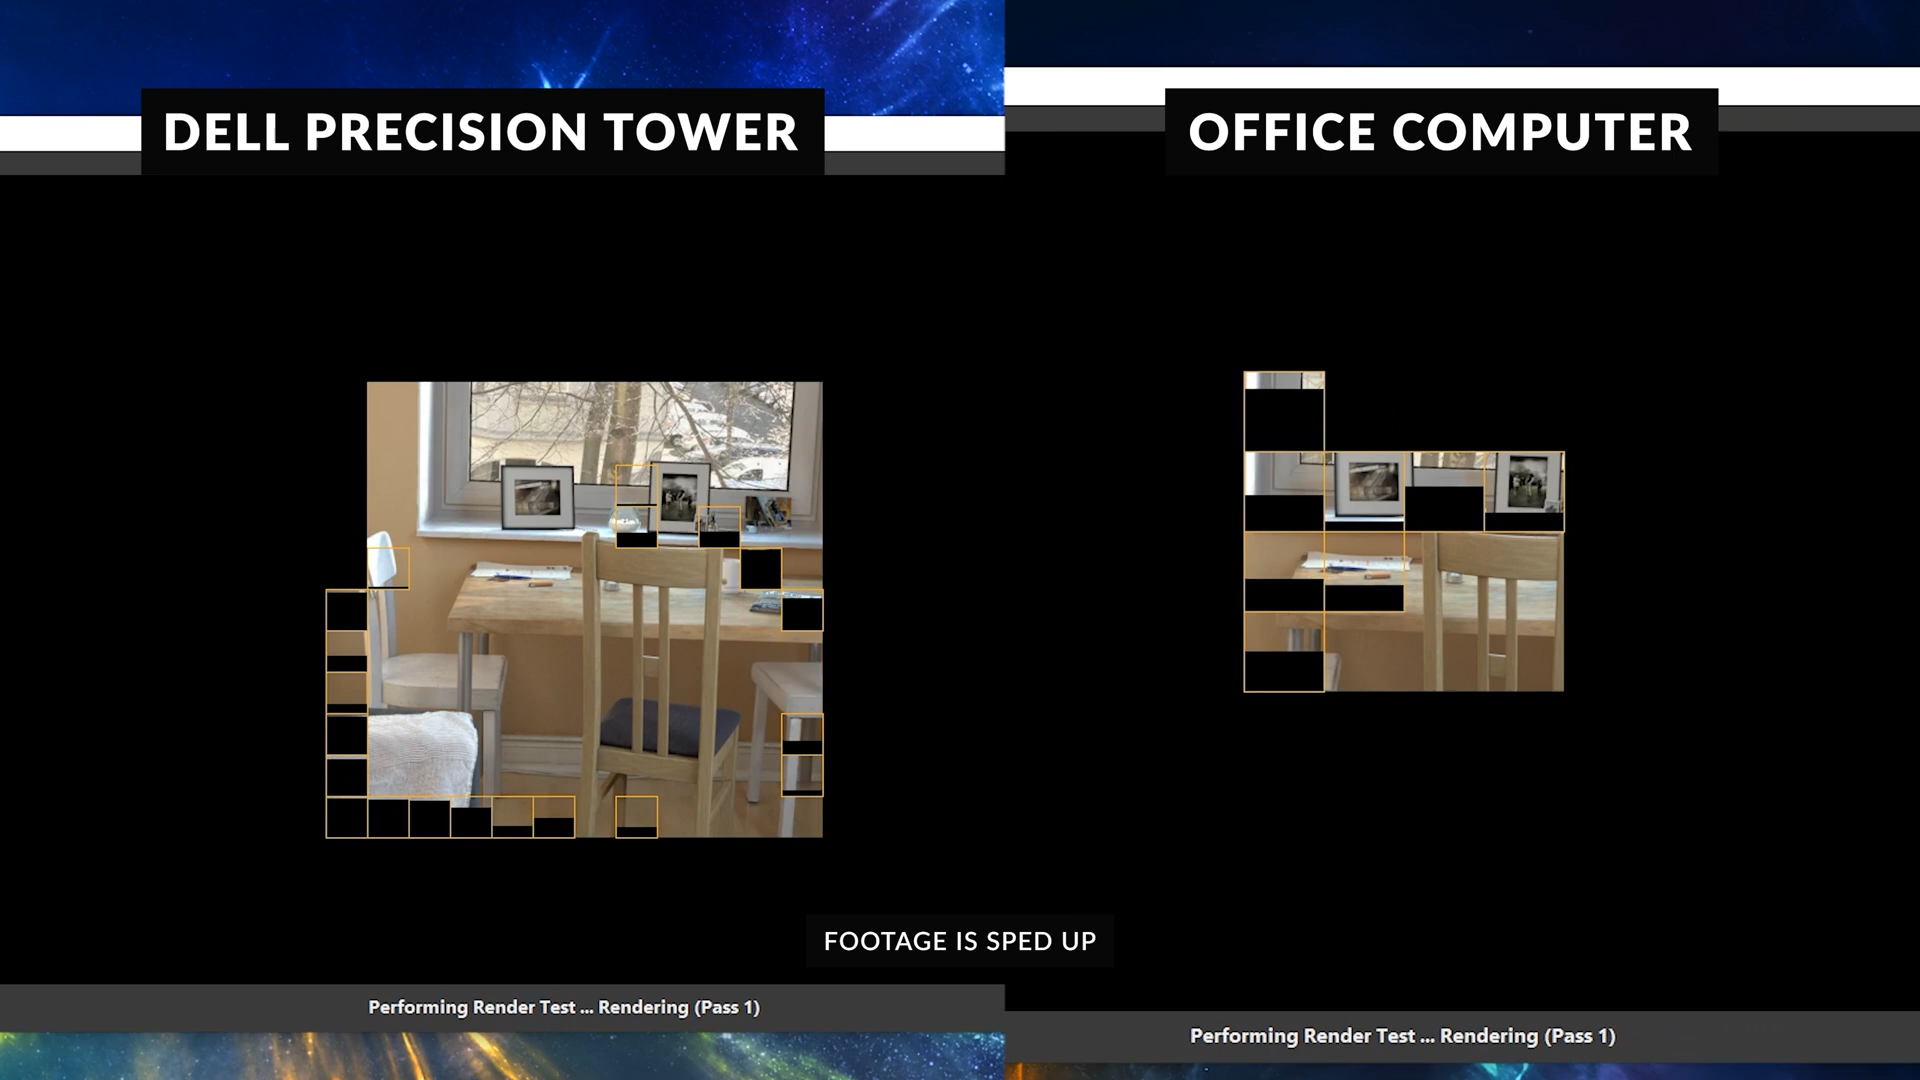 DELL PRECISION TOWER
OFFICE COMPUTER
FOOTAGE IS SPED UP
Performing Render Test ... Rendering (Pass 1)
Performing Render Test ... Rendering (Pass 1)